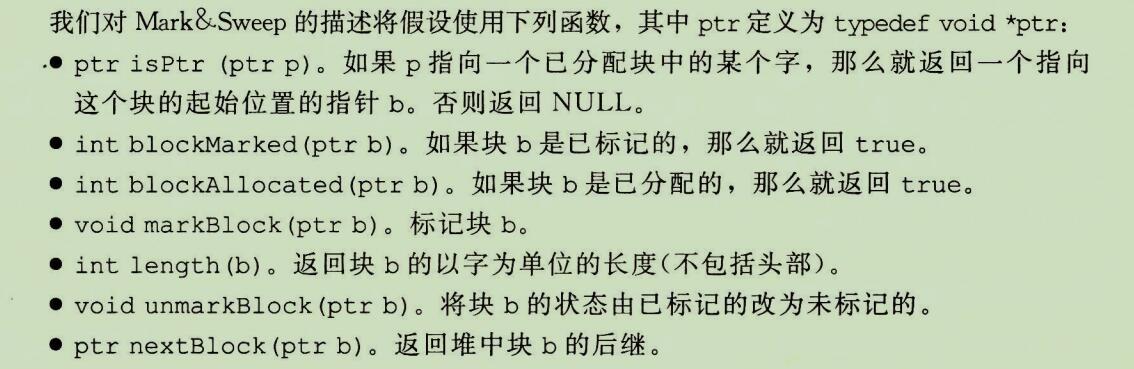 我们对 Mark&Sweep 的描述将假设使用下列函数，其中 ptr 定义为 typedef void *ptr：
● ptr isPtr (ptr p)。如果 p 指向一个已分配块中的某个字，那么就返回一个指向
这个块的起始位置的指针 b。否则返回 NULL。
● int blockMarked(ptr b)。如果块 b 是已标记的，那么就返回 true。
● int blockAllocated(ptr b)。如果块 b 是已分配的，那么就返回 true。
● void markBlock(ptr b)。标记块 b。
● int length(b)。返回块 b 的以字为单位的长度(不包括头部)。
● void unmarkBlock(ptr b)。将块 b 的状态由已标记的改为未标记的。
● ptr nextBlock(ptr b)。返回堆中块 b 的后继。